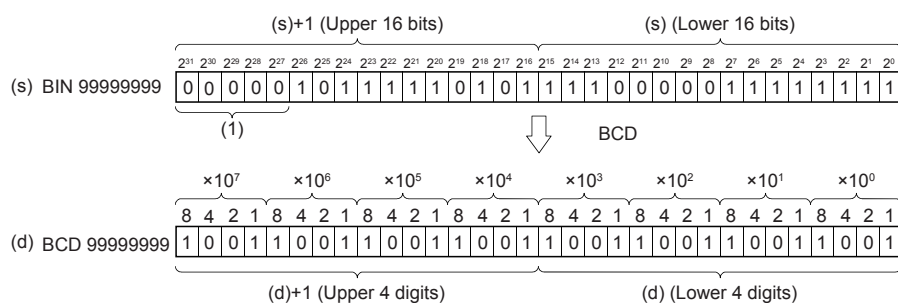 (s)+1 (Upper 16 bits) (s) (Lower 16 bits)
2³¹ 2³⁰ 2²⁹ 2²⁸ 2²⁷ 2²⁶ 2²⁵ 2²⁴ 2²³ 2²² 2²¹ 2²⁰ 2¹⁹ 2¹⁸ 2¹⁷ 2¹⁶ 2¹⁵ 2¹⁴ 2¹³ 2¹² 2¹¹ 2¹⁰ 2⁹ 2⁸ 2⁷ 2⁶ 2⁵ 2⁴ 2³ 2² 2¹ 2⁰
(s) BIN 99999999 0 0 0 0 0 1 0 1 1 1 1 1 0 1 0 1 1 1 1 0 0 0 0 0 1 1 1 1 1 1 1 1
(1)
BCD
×10⁷ ×10⁶ ×10⁵ ×10⁴ ×10³ ×10² ×10¹ ×10⁰
8 4 2 1 8 4 2 1 8 4 2 1 8 4 2 1 8 4 2 1 8 4 2 1 8 4 2 1 8 4 2 1
(d) BCD 99999999 1 0 0 1 1 0 0 1 1 0 0 1 1 0 0 1 1 0 0 1 1 0 0 1 1 0 0 1 1 0 0 1
(d)+1 (Upper 4 digits) (d) (Lower 4 digits)